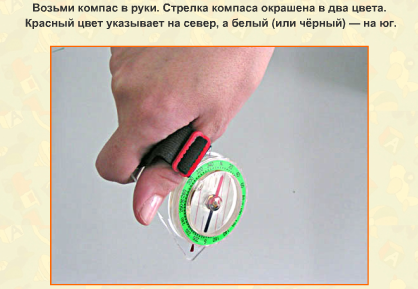 Возьми компас в руки. Стрелка компаса окрашена в два цвета.
Красный цвет указывает на север, а белый (или чёрный) — на юг.